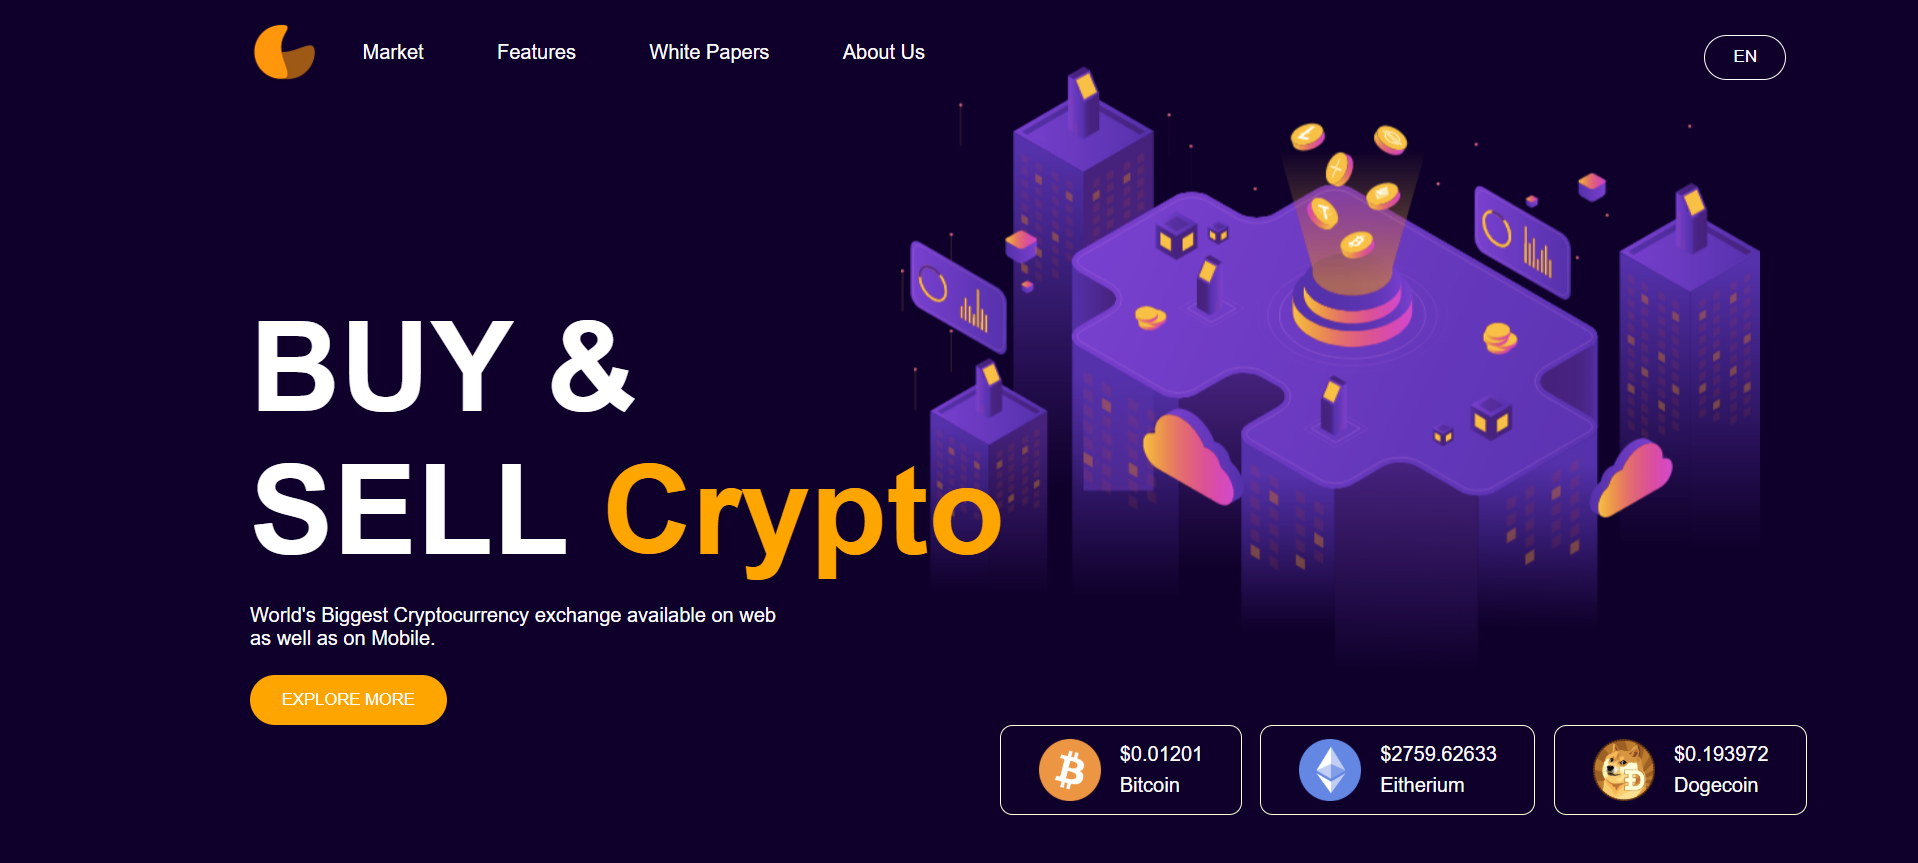 Market Features White Papers About Us EN
BUY &
SELL Crypto
World's Biggest Cryptocurrency exchange available on web
as well as on Mobile.
EXPLORE MORE
$0.01201
Bitcoin
$2759.62633
Eitherium
$0.193972
Dogecoin